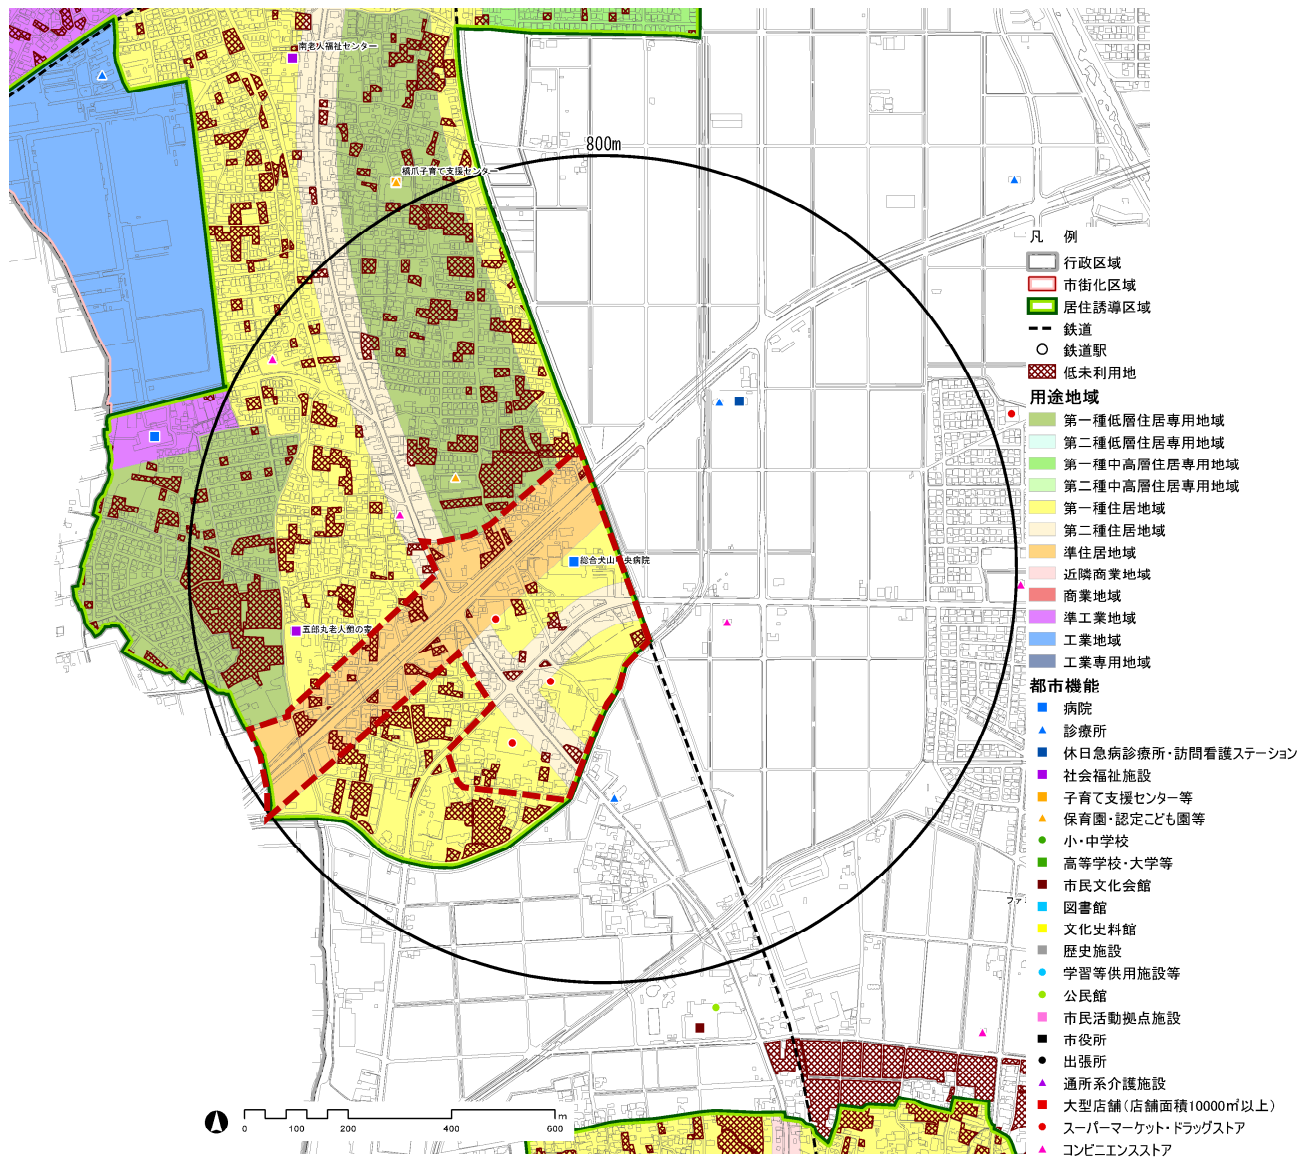 南老人福祉センター
800m
橋爪子育て支援センター
総合犬山中央病院
五郎丸老人憩の家
凡　例
行政区域
市街化区域
居住誘導区域
鉄道
鉄道駅
低未利用地
用途地域
第一種低層住居専用地域
第二種低層住居専用地域
第一種中高層住居専用地域
第二種中高層住居専用地域
第一種住居地域
第二種住居地域
準住居地域
近隣商業地域
商業地域
準工業地域
工業地域
工業専用地域
都市機能
病院
診療所
休日急病診療所・訪問看護ステーション
社会福祉施設
子育て支援センター等
保育園・認定こども園等
小・中学校
高等学校・大学等
市民文化会館
図書館
文化史料館
歴史施設
学習等供用施設等
公民館
市民活動拠点施設
市役所
出張所
通所系介護施設
大型店舗（店舗面積10000㎡以上）
スーパーマーケット・ドラッグストア
コンビニエンスストア
ファ
0 100 200 400 600 m